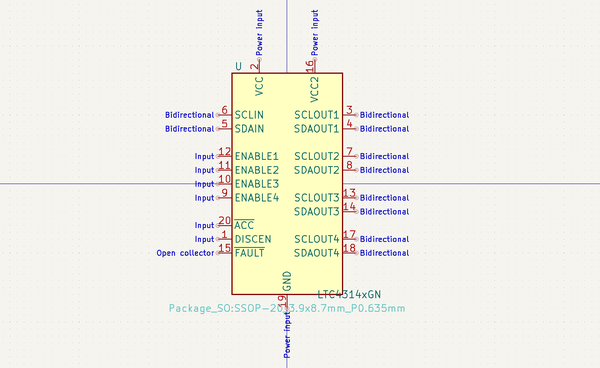 Power input Power input
U 2 16
VCC VCC2
Bidirectional 6 SCLIN SCLOUT1 3 Bidirectional
Bidirectional 5 SDAIN SDAOUT1 4 Bidirectional
Input 12 ENABLE1 SCLOUT2 7 Bidirectional
Input 11 ENABLE2 SDAOUT2 8 Bidirectional
Input 10 ENABLE3
Input 9 ENABLE4 SCLOUT3 13 Bidirectional
SDAOUT3 14 Bidirectional
Input 20 ACC
Input 1 DISCEN SCLOUT4 17 Bidirectional
Open collector 15 FAULT SDAOUT4 18 Bidirectional
GND
19 LTC4314xGN
Package_SO:SSOP-20_3.9x8.7mm_P0.635mm
Power input